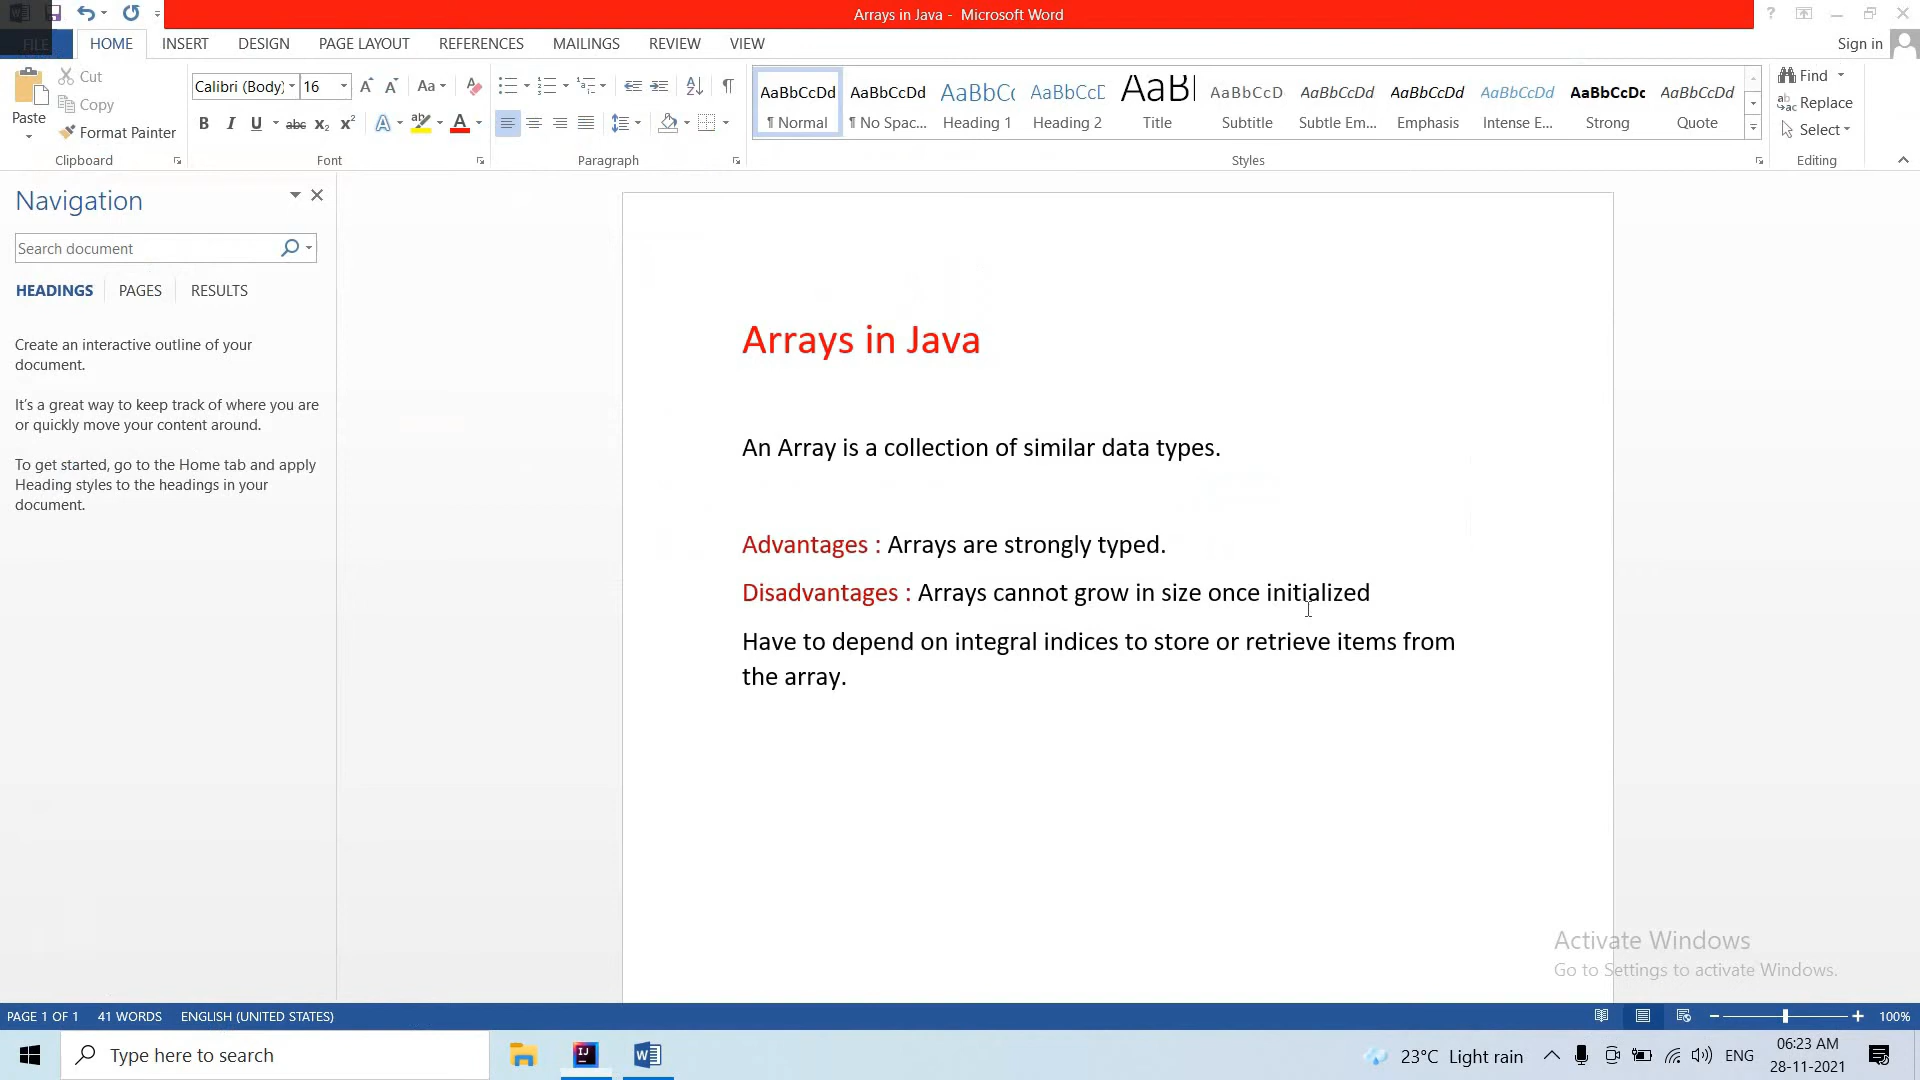 Arrays in Java - Microsoft Word
FILE HOME INSERT DESIGN PAGE LAYOUT REFERENCES MAILINGS REVIEW VIEW Sign in
Cut
Copy
Format Painter
Paste
Clipboard
Calibri (Body) 16
Font
Paragraph
AaBbCcDd AaBbCcDd AaBbCc AaBbCcD AaBl AaBbCcD AaBbCcDd AaBbCcDd AaBbCcDd AaBbCcDc AaBbCcDd
¶ Normal ¶ No Spac... Heading 1 Heading 2 Title Subtitle Subtle Em... Emphasis Intense E... Strong Quote
Styles
Find
Replace
Select
Editing
Navigation
Search document
HEADINGS PAGES RESULTS
Create an interactive outline of your
document.
It's a great way to keep track of where you are
or quickly move your content around.
To get started, go to the Home tab and apply
Heading styles to the headings in your
document.
Arrays in Java
An Array is a collection of similar data types.
Advantages : Arrays are strongly typed.
Disadvantages : Arrays cannot grow in size once initialized
Have to depend on integral indices to store or retrieve items from
the array.
Activate Windows
Go to Settings to activate Windows.
PAGE 1 OF 1 41 WORDS ENGLISH (UNITED STATES) 100%
Type here to search
23°C Light rain ENG
06:23 AM
28-11-2021